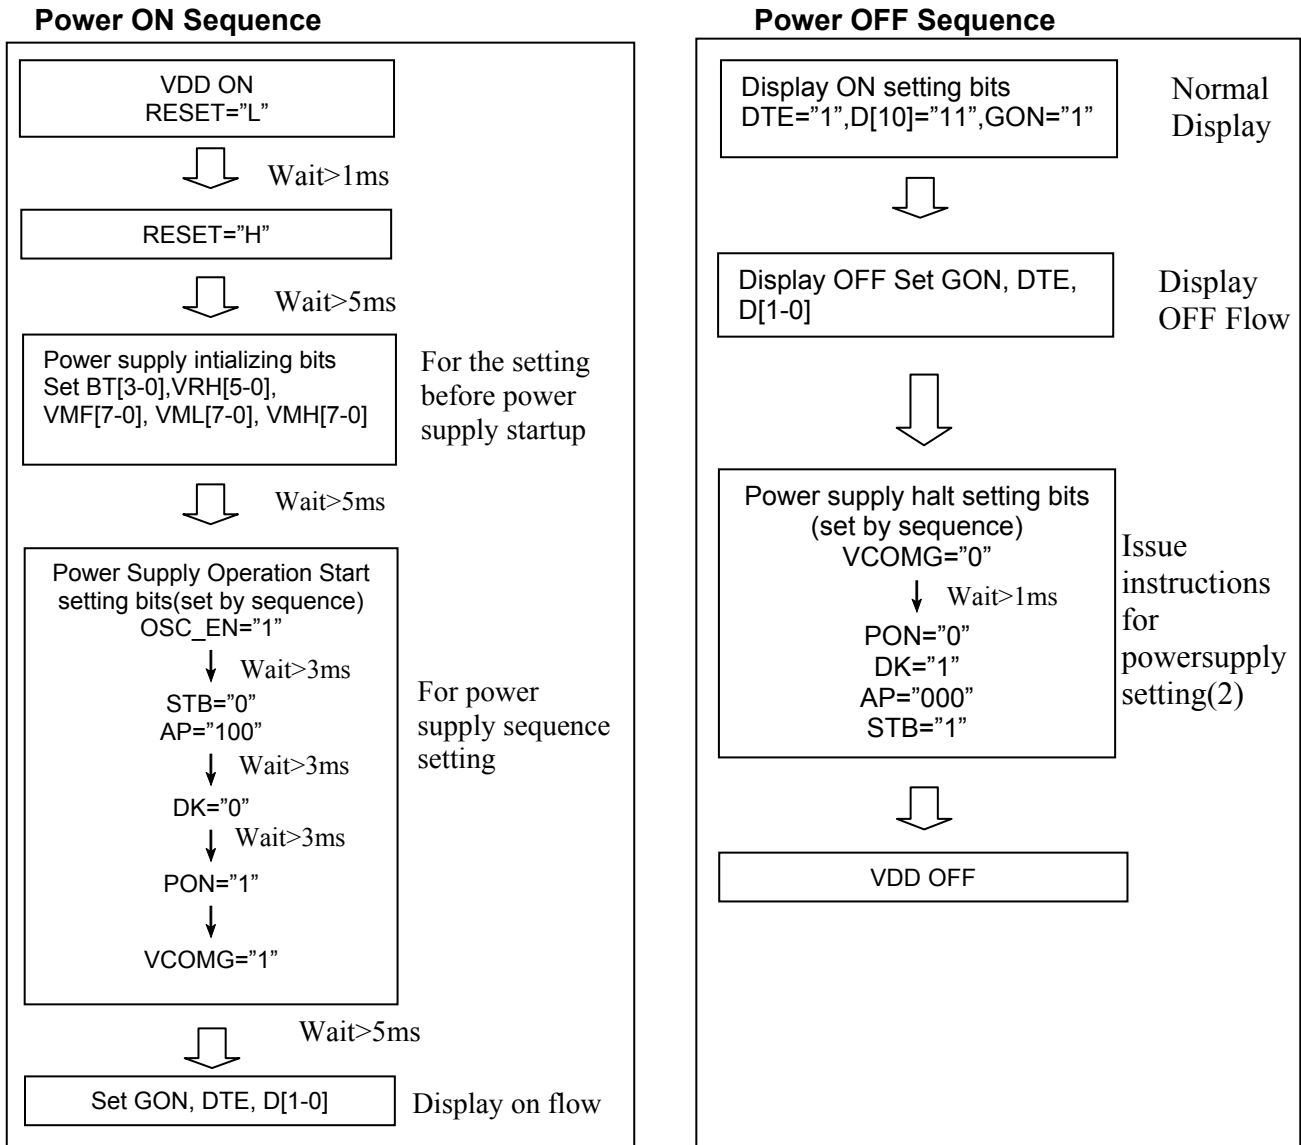 Power ON Sequence
VDD ON
RESET=”L”
Wait>1ms
RESET=”H”
Wait>5ms
Power supply intializing bits
Set BT[3-0],VRH[5-0],
VMF[7-0], VML[7-0], VMH[7-0]
For the setting
before power
supply startup
Wait>5ms
Power Supply Operation Start
setting bits(set by sequence)
OSC_EN=”1”
Wait>3ms
STB=”0”
AP=”100”
Wait>3ms
DK=”0”
Wait>3ms
PON=”1”
VCOMG=”1”
For power
supply sequence
setting
Wait>5ms
Set GON, DTE, D[1-0]
Display on flow
Power OFF Sequence
Display ON setting bits
DTE=”1”,D[10]=”11”,GON=”1”
Normal
Display
Display OFF Set GON, DTE,
D[1-0]
Display
OFF Flow
Power supply halt setting bits
(set by sequence)
VCOMG=”0”
Wait>1ms
PON=”0”
DK=”1”
AP=”000”
STB=”1”
Issue
instructions
for
powersupply
setting(2)
VDD OFF